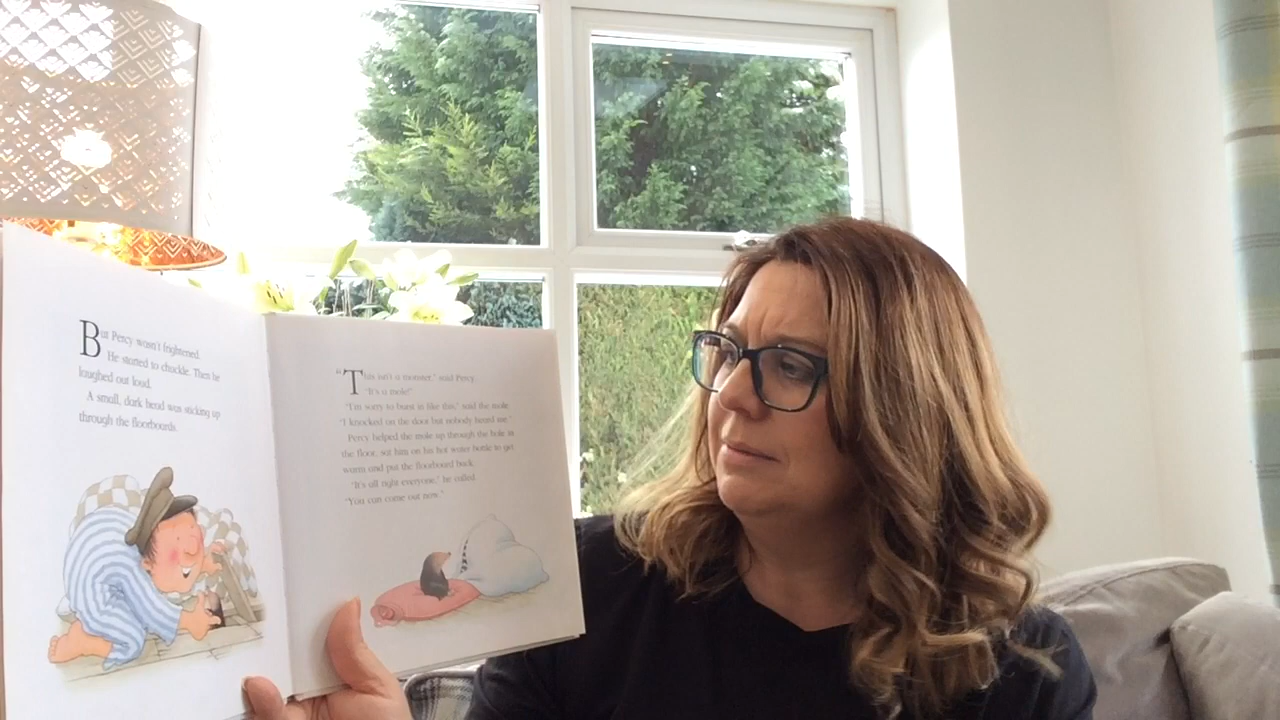 But Percy wasn't frightened.
He started to chuckle. Then he
laughed out loud.
A small, dark head was sticking up
through the floorboards.
"This isn't a monster," said Percy.
"It's a mole!"
"I'm sorry to burst in like this," said the mole.
"I knocked on the door but nobody heard me."
Percy helped the mole up through the hole in
the floor, sat him on his hot water bottle to get
warm and put the floorboard back.
"It's all right everyone," he called.
"You can come out now."